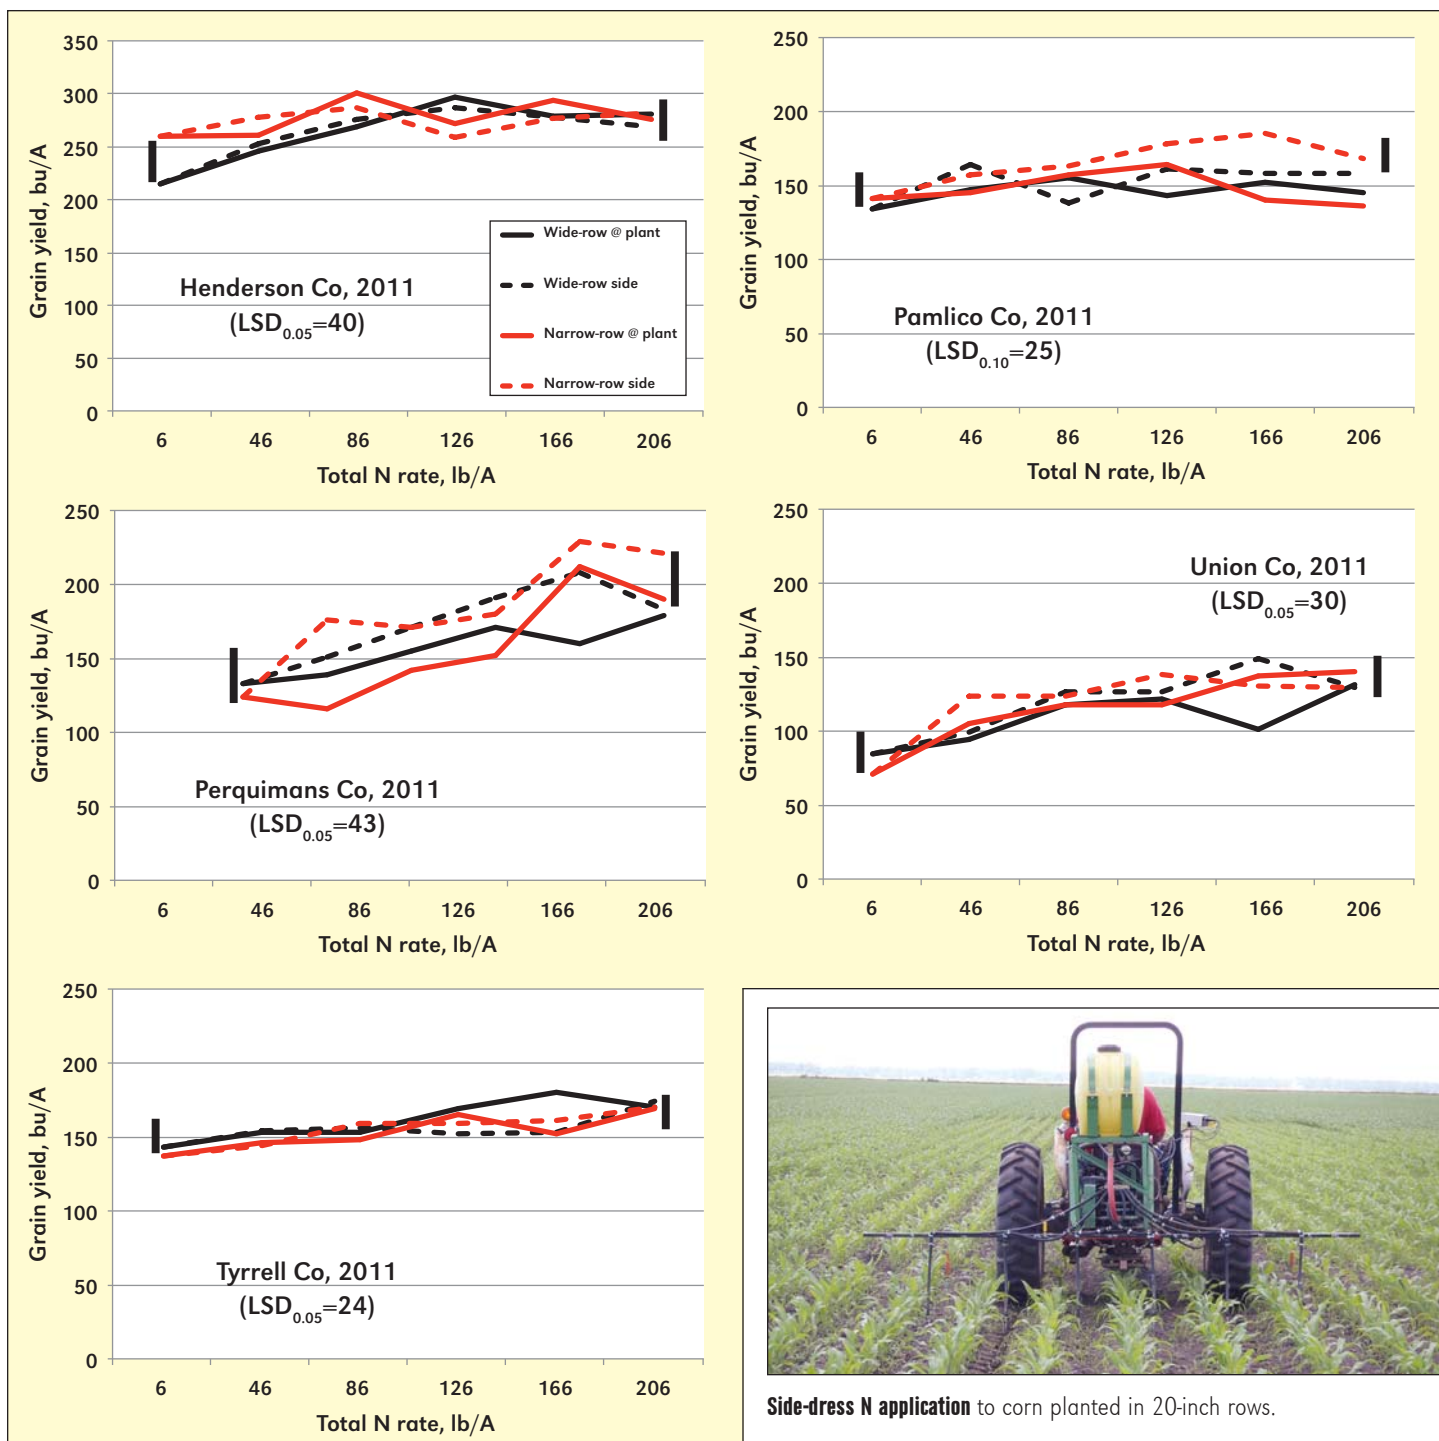 350
300
250
200
150
100
50
0
Grain yield, bu/A
Henderson Co, 2011
(LSD0.05=40)
Wide-row @ plant
Wide-row side
Narrow-row @ plant
Narrow-row side
6 46 86 126 166 206
Total N rate, lb/A
250
200
150
100
50
0
Grain yield, bu/A
Pamlico Co, 2011
(LSD0.10=25)
6 46 86 126 166 206
Total N rate, lb/A
250
200
150
100
50
0
Grain yield, bu/A
Perquimans Co, 2011
(LSD0.05=43)
6 46 86 126 166 206
Total N rate, lb/A
250
200
150
100
50
0
Grain yield, bu/A
Union Co, 2011
(LSD0.05=30)
6 46 86 126 166 206
Total N rate, lb/A
250
200
150
100
50
0
Grain yield, bu/A
Tyrrell Co, 2011
(LSD0.05=24)
6 46 86 126 166 206
Total N rate, lb/A
Side-dress N application to corn planted in 20-inch rows.